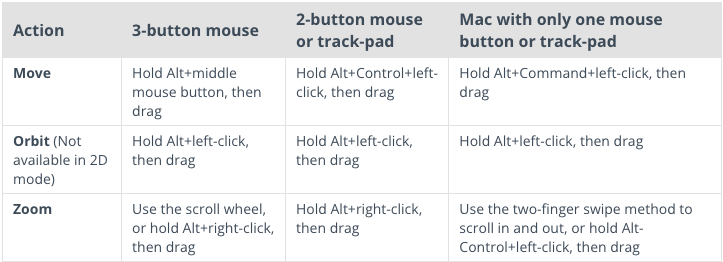 Action
3-button mouse
2-button mouse
or track-pad
Mac with only one mouse
button or track-pad
Move
Hold Alt+middle
mouse button, then
drag
Hold Alt+Control+left-
click, then drag
Hold Alt+Command+left-click, then
drag
Orbit (Not
available in 2D
mode)
Hold Alt+left-click,
then drag
Hold Alt+left-click,
then drag
Hold Alt+left-click, then drag
Zoom
Use the scroll wheel,
or hold Alt+right-click,
then drag
Hold Alt+right-click,
then drag
Use the two-finger swipe method to
scroll in and out, or hold Alt-
Control+left-click, then drag